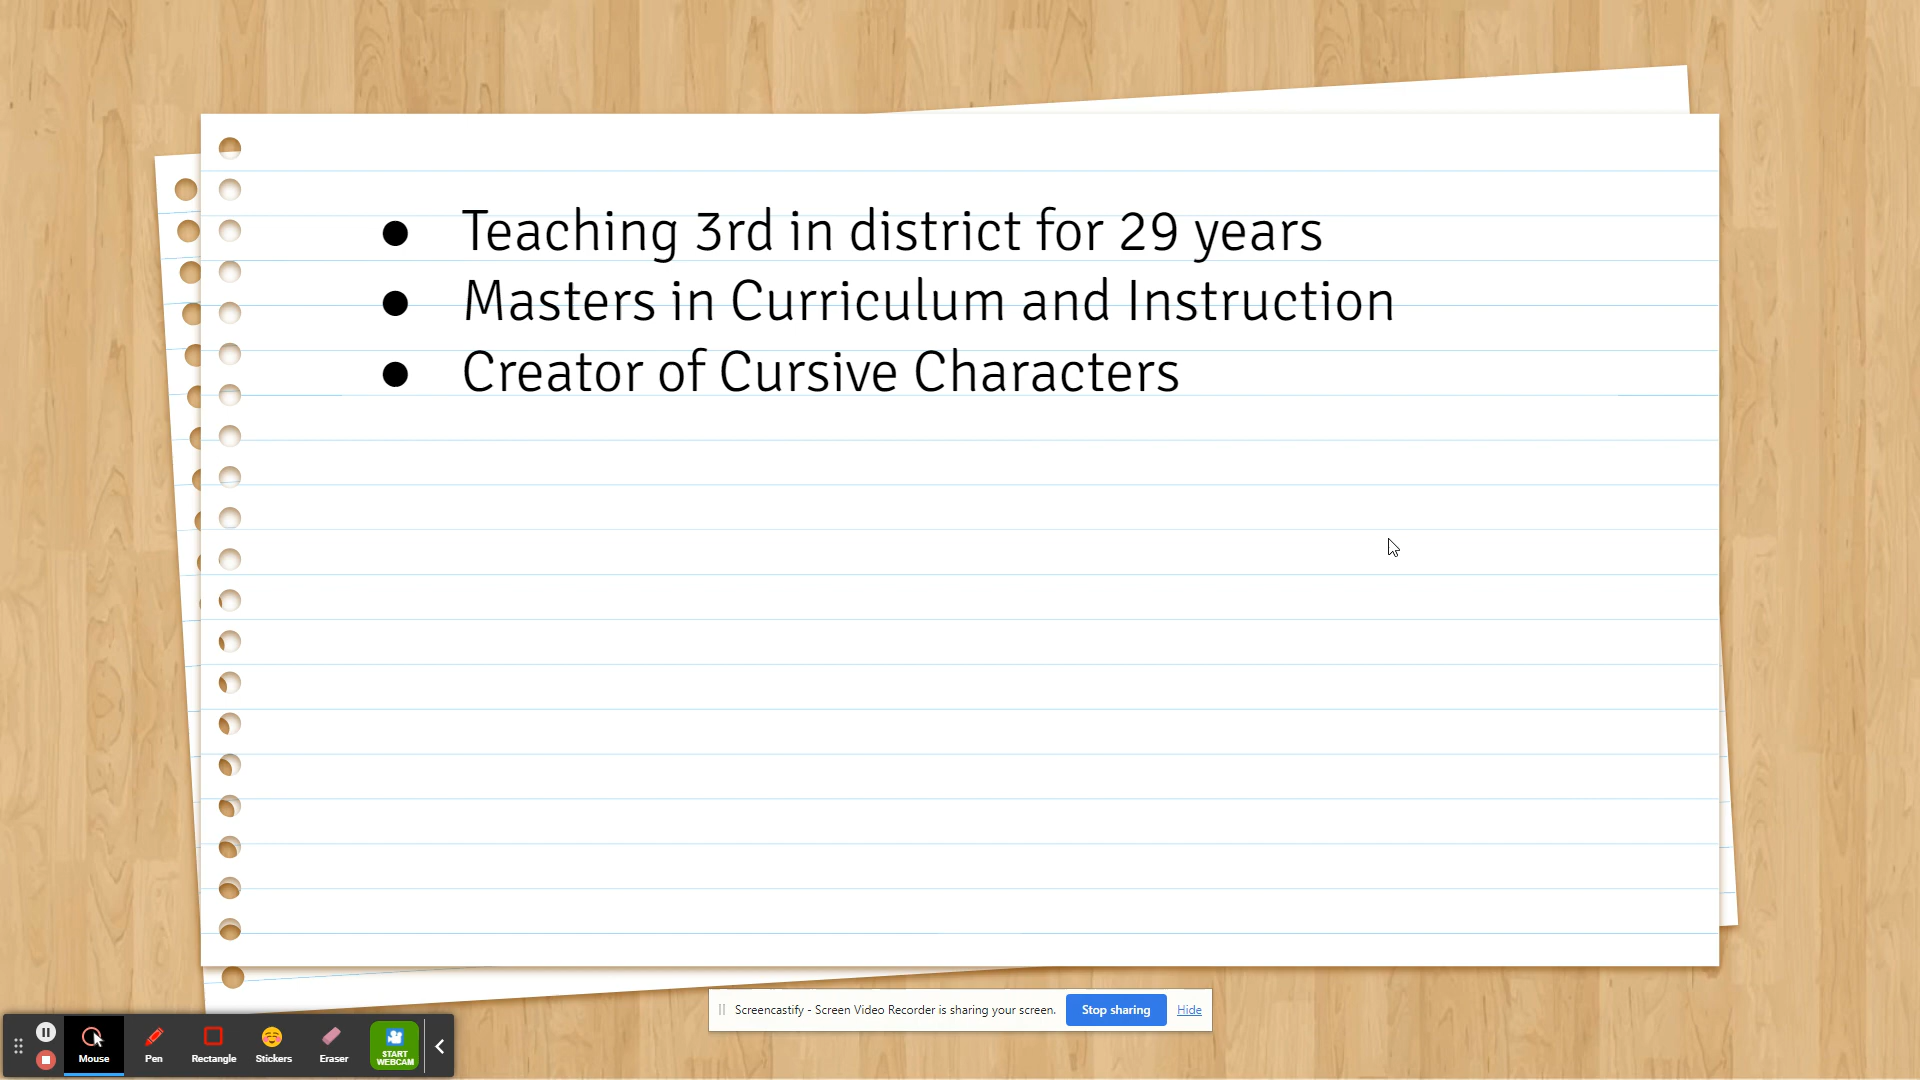 ● Teaching 3rd in district for 29 years
● Masters in Curriculum and Instruction
● Creator of Cursive Characters
Screencastify - Screen Video Recorder is sharing your screen. Stop sharing Hide
Mouse Pen Rectangle Stickers Eraser START WEBCAM